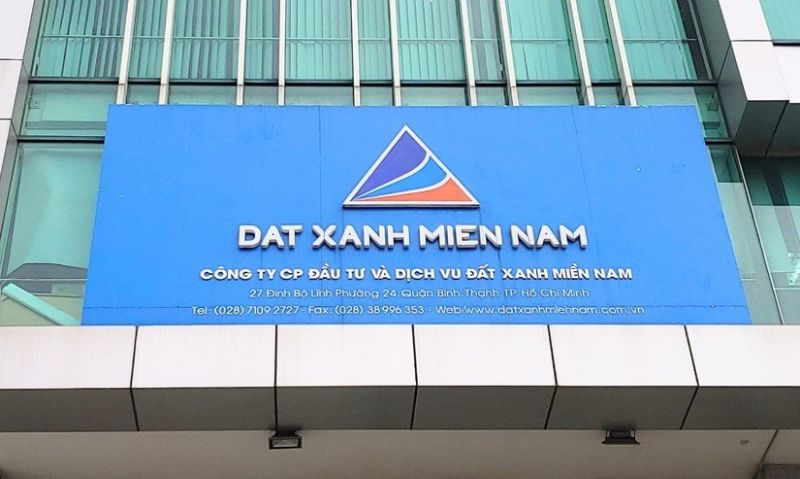 DAT XANH MIEN NAM
CÔNG TY CP ĐẦU TƯ VÀ DỊCH VỤ ĐẤT XANH MIỀN NAM
27 Đinh Bộ Lĩnh Phường 24, Quận Bình Thạnh TP. Hồ Chí Minh
Tel: (028) 7109 2727 - Fax: (028) 38 996 353 - Web: www.datxanhmiennam.com.vn